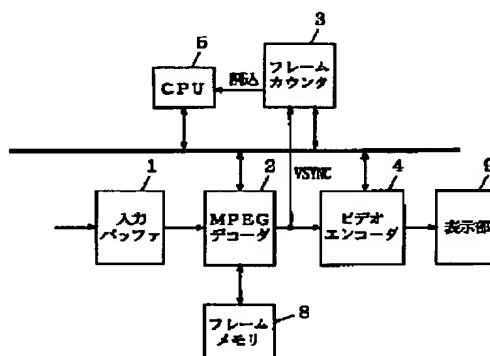 3
5
フレーム
カウンタ
CPU
割込
VSYNC
1
2
4
9
入力
バッファ
MPEG
デコーダ
ビデオ
エンコーダ
表示部
8
フレーム
メモリ